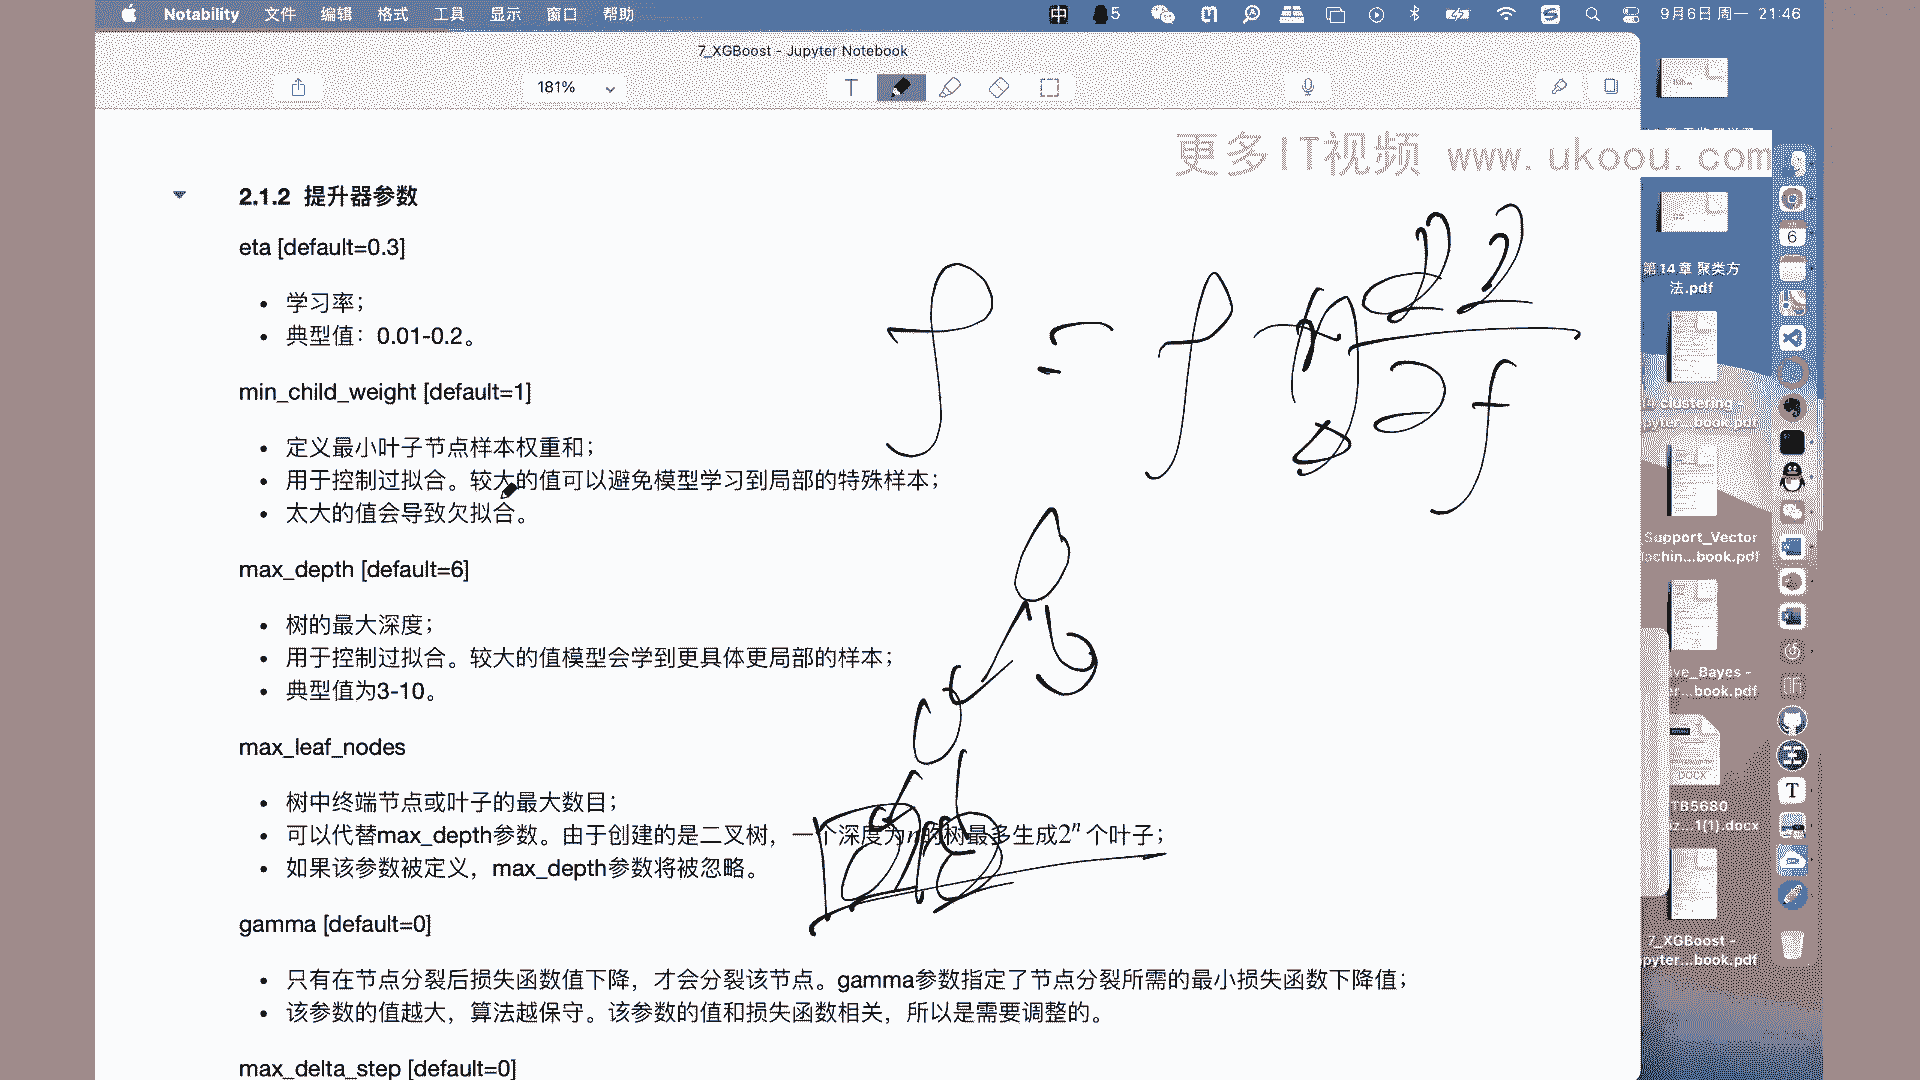 Notability 文件 编辑 格式 工具 显示 窗口 帮助 中 5 9月6日 周一 21:46
7_XGBoost - Jupyter Notebook
181% T
更多IT视频 www.ukoou.com
2.1.2 提升器参数
eta [default=0.3]
• 学习率；
• 典型值：0.01-0.2。
min_child_weight [default=1]
• 定义最小叶子节点样本权重和；
• 用于控制过拟合。较大的值可以避免模型学习到局部的特殊样本；
• 太大的值会导致欠拟合。
max_depth [default=6]
• 树的最大深度；
• 用于控制过拟合。较大的值模型会学到更具体更局部的样本；
• 典型值为3-10。
max_leaf_nodes
• 树中终端节点或叶子的最大数目；
• 可以代替max_depth参数。由于创建的是二叉树，一个深度为n的树最多生成2ⁿ个叶子；
• 如果该参数被定义，max_depth参数将被忽略。
gamma [default=0]
• 只有在节点分裂后损失函数值下降，才会分裂该节点。gamma参数指定了节点分裂所需的最小损失函数下降值；
• 该参数的值越大，算法越保守。该参数的值和损失函数相关，所以是需要调整的。
max_delta_step [default=0]
第14章 聚类方
法.pdf
clustering -
pyter...book.pdf
Support_Vector
achin...book.pdf
ive_Bayes -
er...book.pdf
DOCX
TB5680
...1(1).docx
7_XGBoost -
pyter...book.pdf
6
T